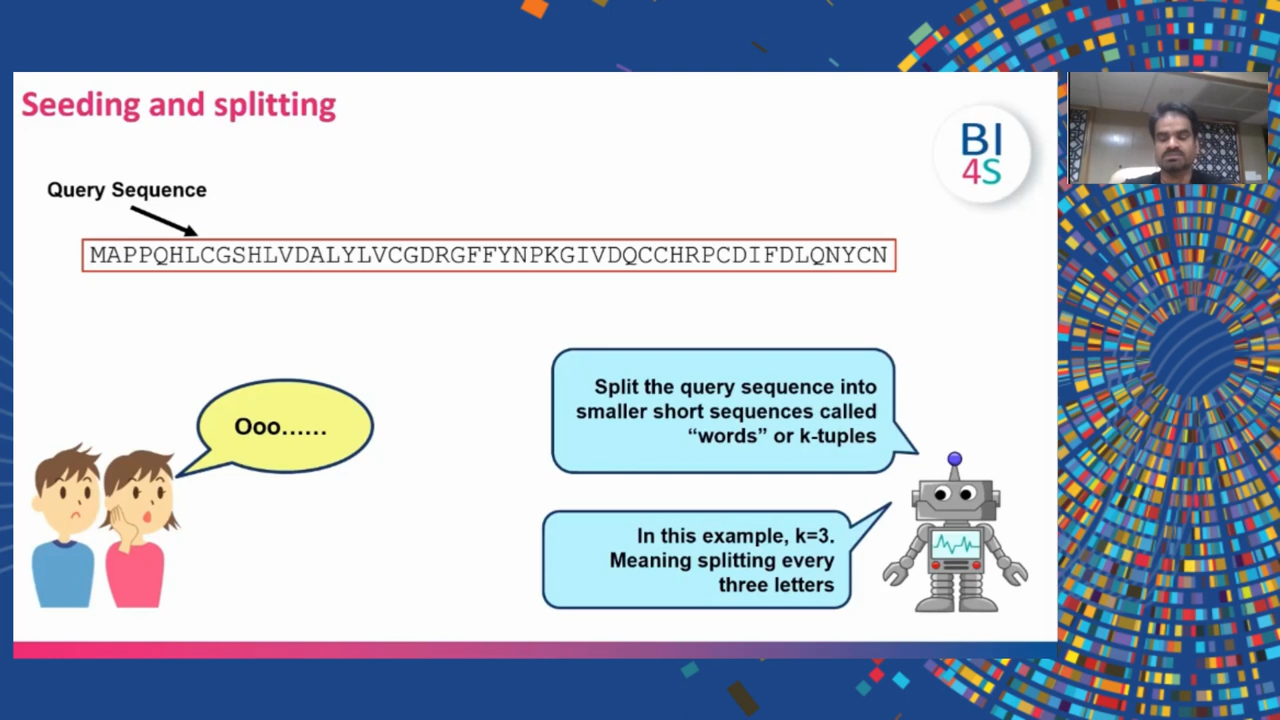 Seeding and splitting
BI
4S
Query Sequence
MAPPQHLCGSHLVDALYLVCGDRGFFYNPKGIVDQCCHRPCDIFDLQNYCN
Ooo……
Split the query sequence into
smaller short sequences called
“words” or k-tuples
In this example, k=3.
Meaning splitting every
three letters